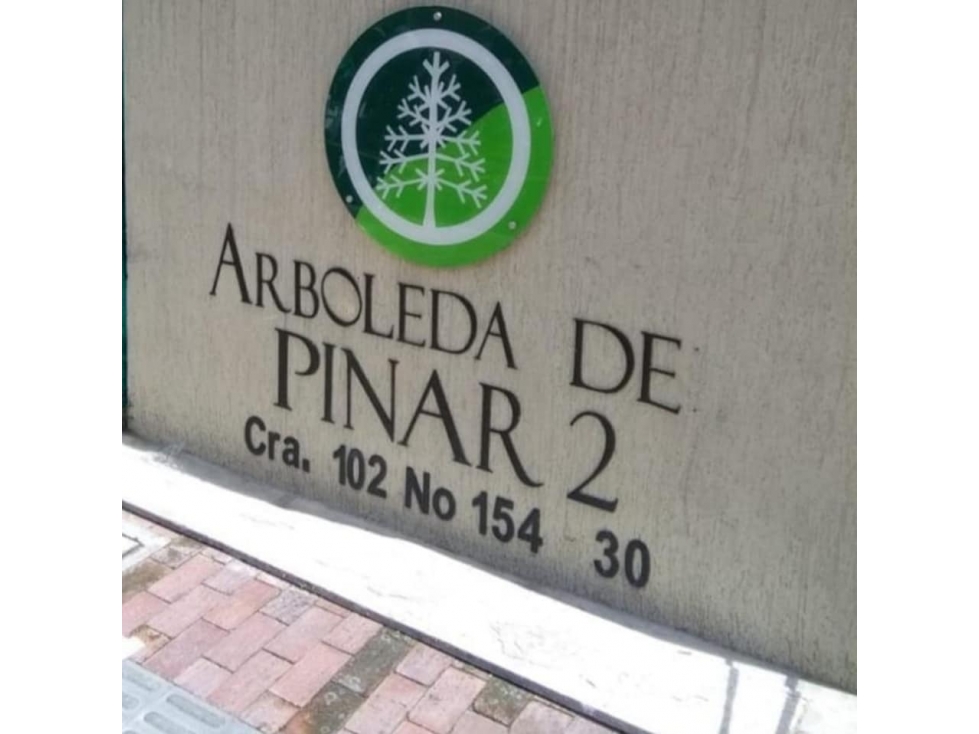 ARBOLEDA DE
PINAR 2
Cra. 102 No 154 30